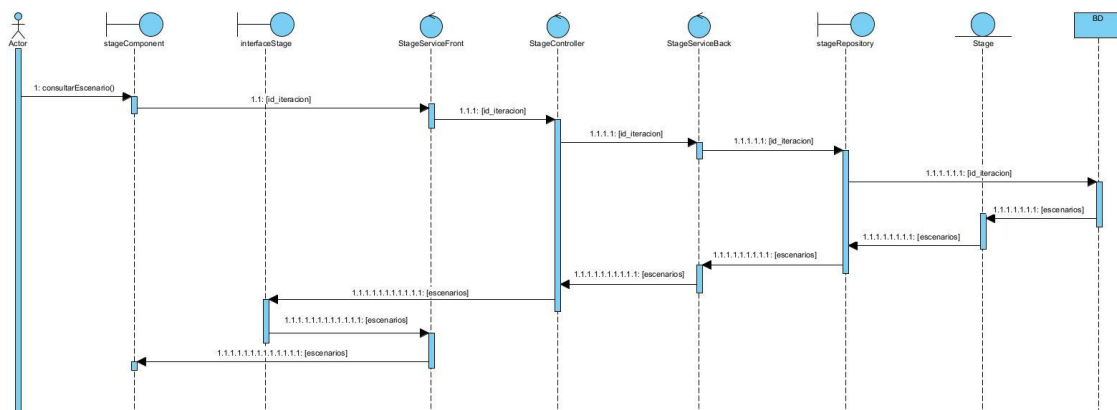 Actor
stageComponent
interfaceStage
StageServiceFront
StageController
StageServiceBack
stageRepository
Stage
BD
1: consultarEscenario()
1.1: [id_iteracion]
1.1.1: [id_iteracion]
1.1.1.1: [id_iteracion]
1.1.1.1.1: [id_iteracion]
1.1.1.1.1.1: [id_iteracion]
1.1.1.1.1.1.1: [escenarios]
1.1.1.1.1.1.1.1: [escenarios]
1.1.1.1.1.1.1.1.1: [escenarios]
1.1.1.1.1.1.1.1.1.1: [escenarios]
1.1.1.1.1.1.1.1.1.1.1: [escenarios]
1.1.1.1.1.1.1.1.1.1.1.1: [escenarios]
1.1.1.1.1.1.1.1.1.1.1.1.1: [escenarios]